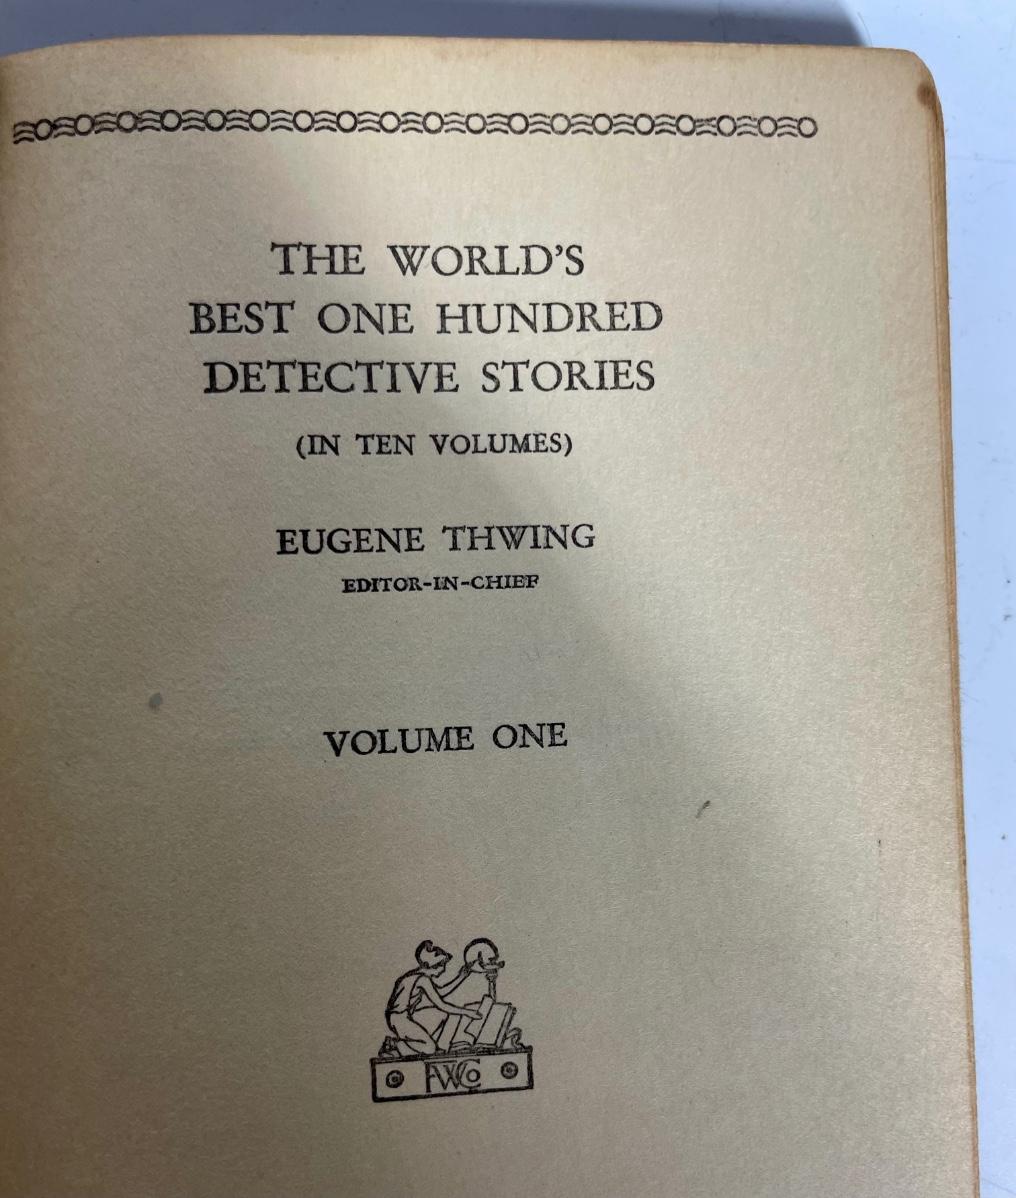 THE WORLD'S
BEST ONE HUNDRED
DETECTIVE STORIES
(IN TEN VOLUMES)
EUGENE THWING
EDITOR-IN-CHIEF
VOLUME ONE
FWCo